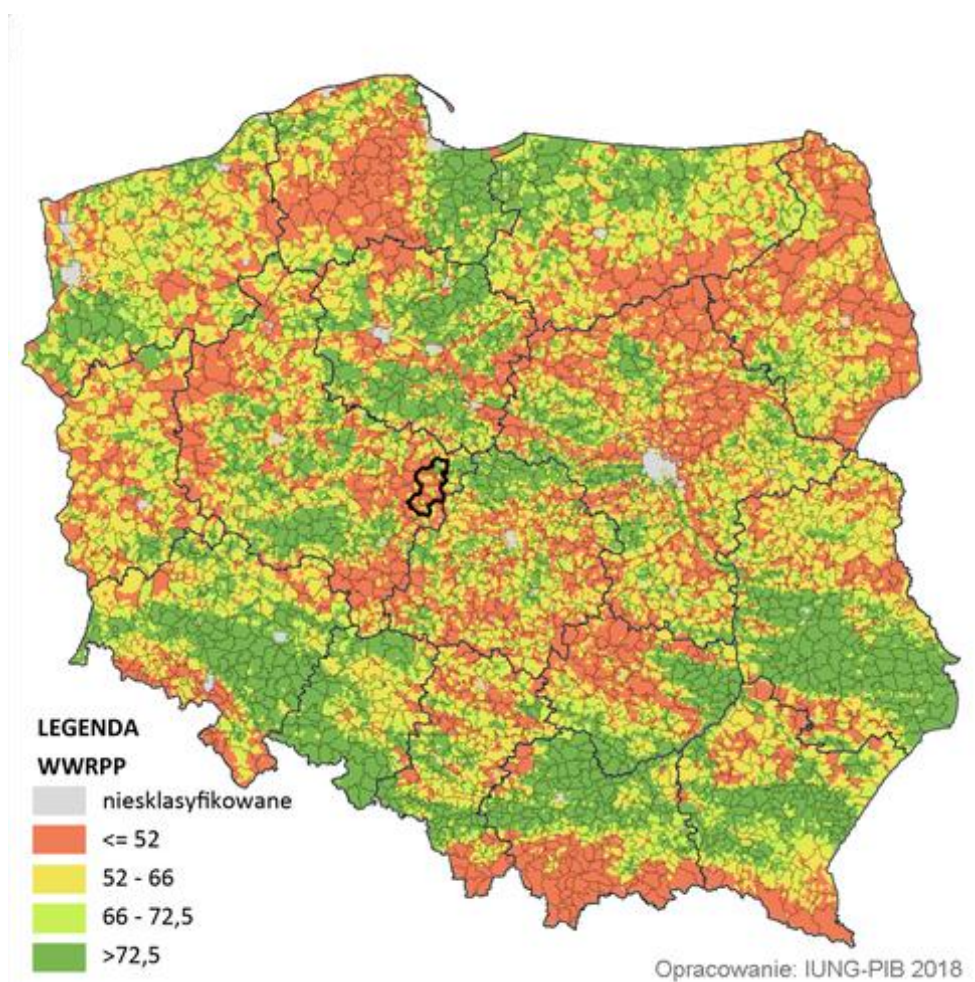 LEGENDA
WWRPP
niesklasyfikowane
<= 52
52 - 66
66 - 72,5
>72,5
Opracowanie: IUNG-PIB 2018